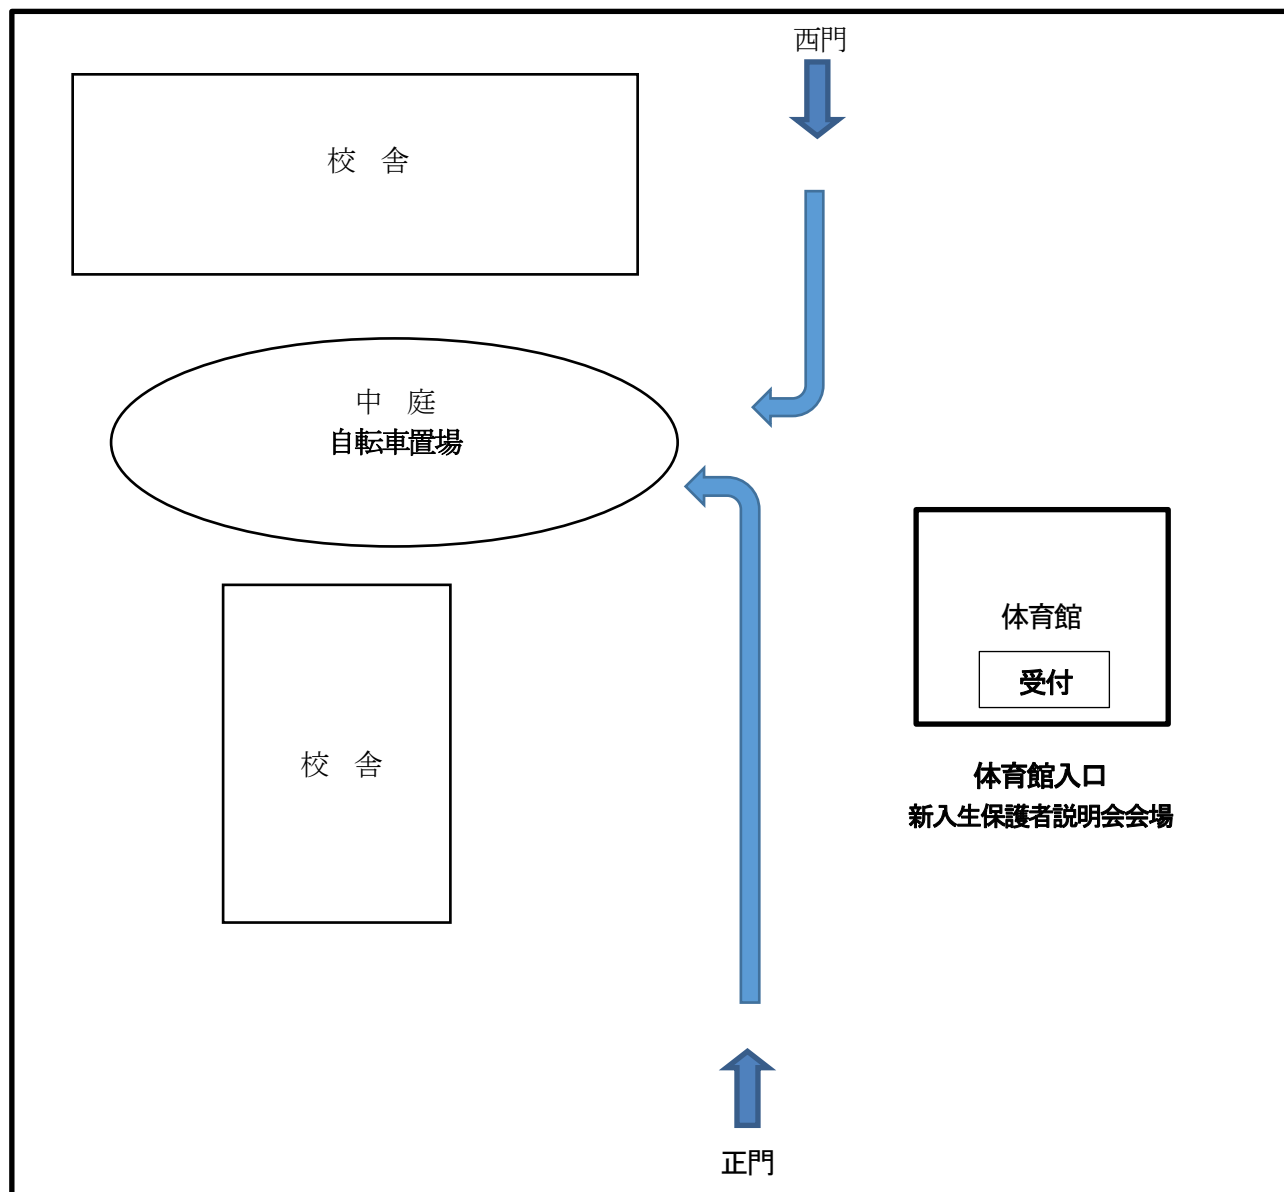 西門
校　舎
中　庭
自転車置場
体育館
受付
校　舎
体育館入口
新入生保護者説明会会場
正門